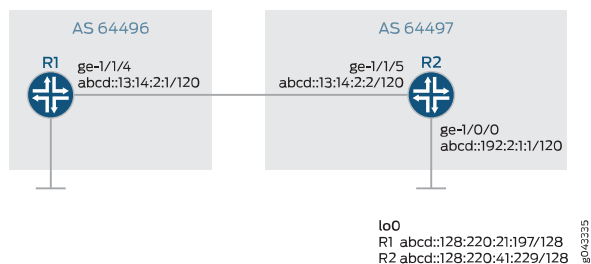 AS 64496
AS 64497
R1
ge-1/1/4
abcd::13:14:2:1/120
ge-1/1/5
abcd::13:14:2:2/120
R2
ge-1/0/0
abcd::192:2:1:1/120
lo0
R1 abcd::128:220:21:197/128
R2 abcd::128:220:41:229/128
g043335